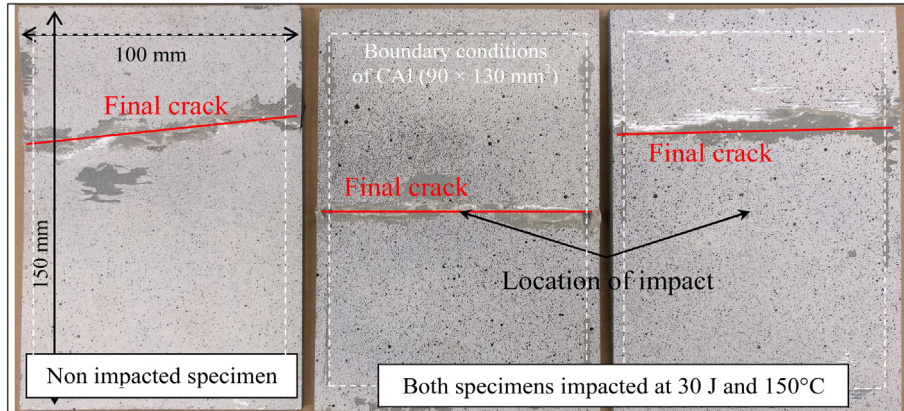 100 mm
Final crack
150 mm
Non impacted specimen
Boundary conditions
of CAI (90 × 130 mm²)
Final crack
Final crack
Location of impact
Both specimens impacted at 30 J and 150°C